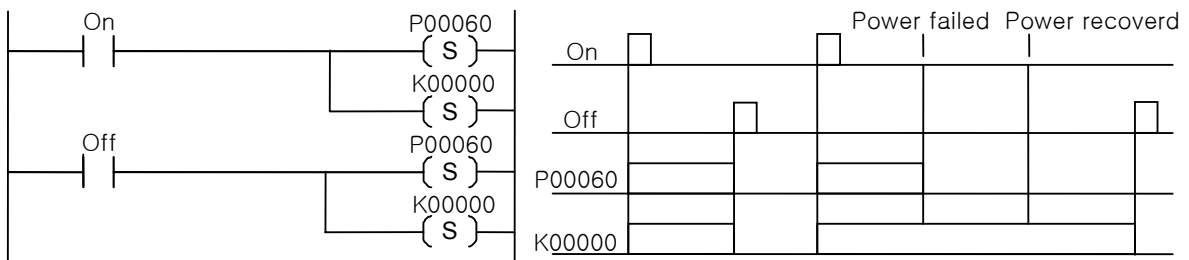 On
P00060
( S )
K00000
( S )
Off
P00060
( S )
K00000
( S )
Power failed Power recoverd
On
Off
P00060
K00000